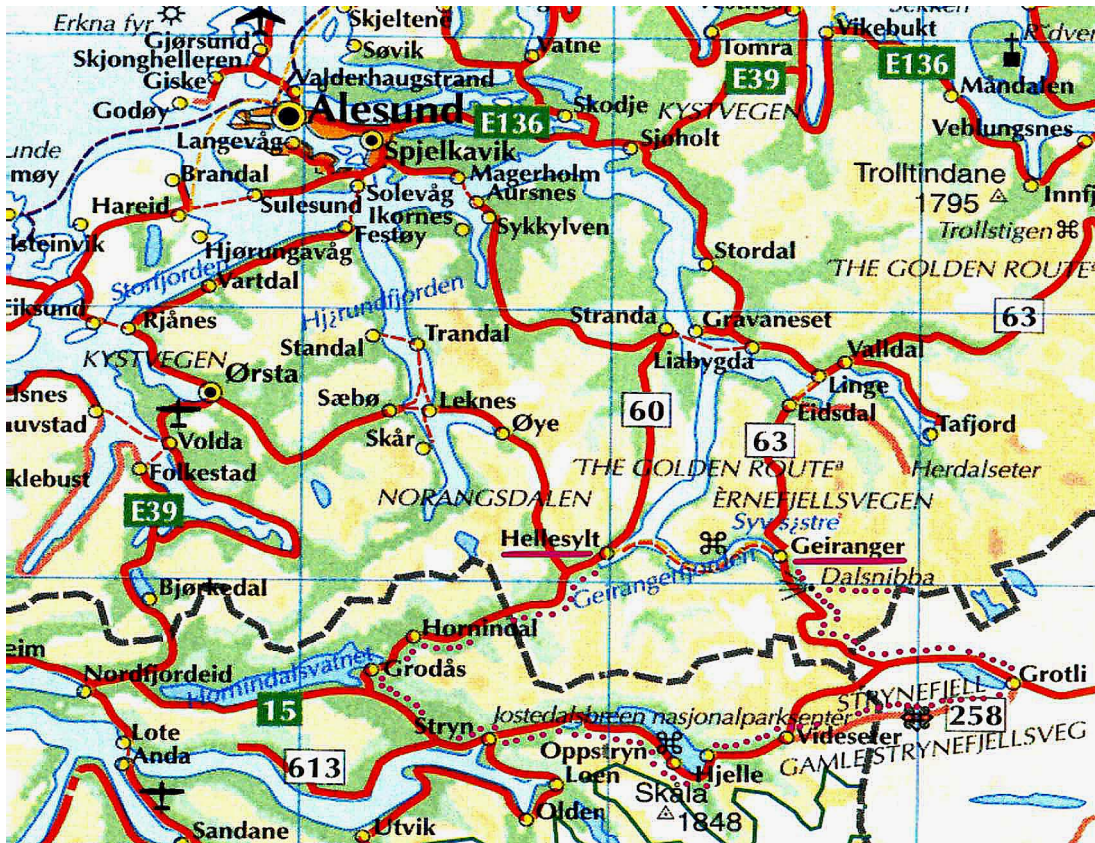 Erkna fyr
Skjeltene
Gjørsund
Søvik
Vatne
Tomra
Vikebukt
Skjonghelleren
Giske
Valderhaugstrand
E39
E136
Måndalen
Godøy
Ålesund
Skodje
KYSTVEGEN
E136
Langevåg
Spjelkavik
Sjøholt
Veblungsnes
Brandal
Magerholm
Trolltindane
1795
Solevåg
Aursnes
Hareid
Sulesund
Ikornes
Sykkylven
Festøy
Trollstigen
Hjørungavåg
Stordal
Storfjorden
Vartdal
'THE GOLDEN ROUTEª
Rjånes
Stranda
Gravaneset
63
Standal
Trandal
Liabygda
Valldal
KYSTVEGEN
Ørsta
Linge
Sæbø
Leknes
60
Eidsdal
Øye
63
Tafjord
Volda
Skår
Folkestad
'THE GOLDEN ROUTEª
Herdalseter
NORANGSDALEN
ÈRNEFJELLSVEGEN
E39
Hellesylt
Geiranger
Geirangerfjorden
Dalsnibba
Bjørkedal
Hornindal
Grodås
Nordfjordeid
Hornindalsvatnet
Grotli
15
STRYNEFJELL
Stryn
Jostedalsbreen nasjonalparksenter
258
Lote
Oppstryn
Videseter
Anda
GAMLE STRYNEFJELLSVEG
613
Loen
Hjelle
Skåla
1848
Olden
Sandane
Utvik